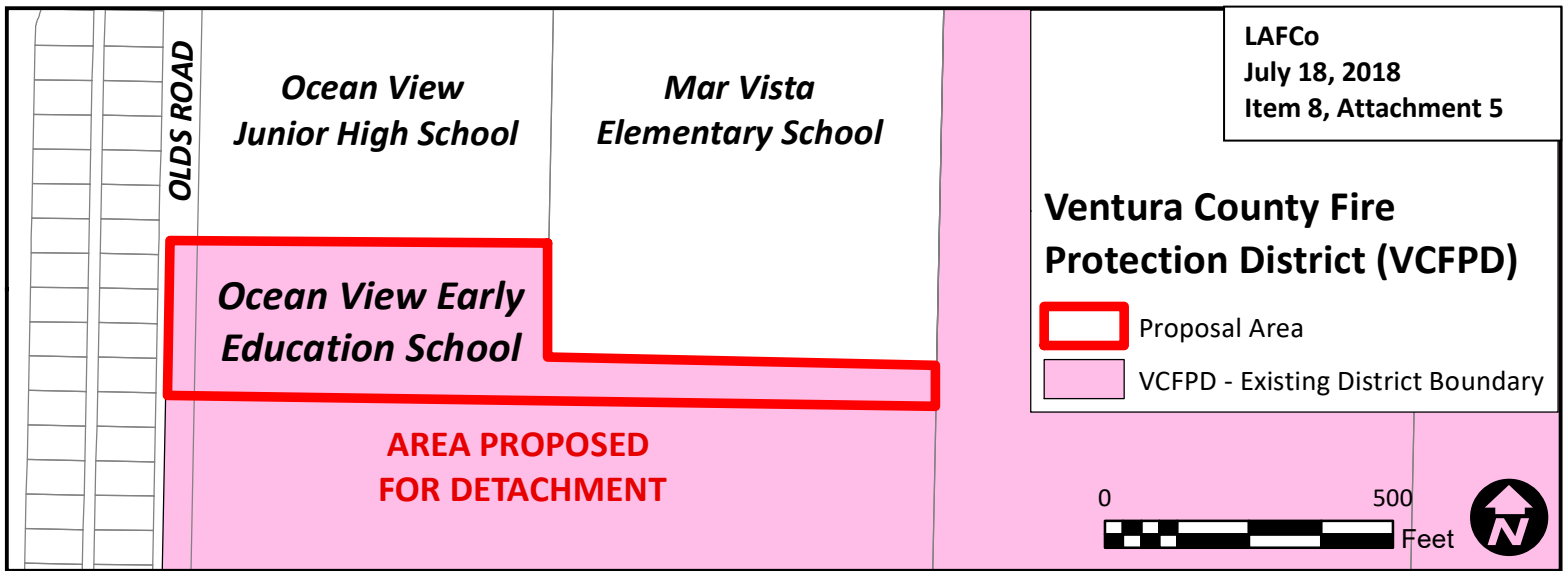 LAFCo
July 18, 2018
Item 8, Attachment 5
OLDS ROAD
Ocean View
Junior High School
Mar Vista
Elementary School
Ventura County Fire
Protection District (VCFPD)
Proposal Area
VCFPD - Existing District Boundary
Ocean View Early
Education School
AREA PROPOSED
FOR DETACHMENT
0 500
Feet
N